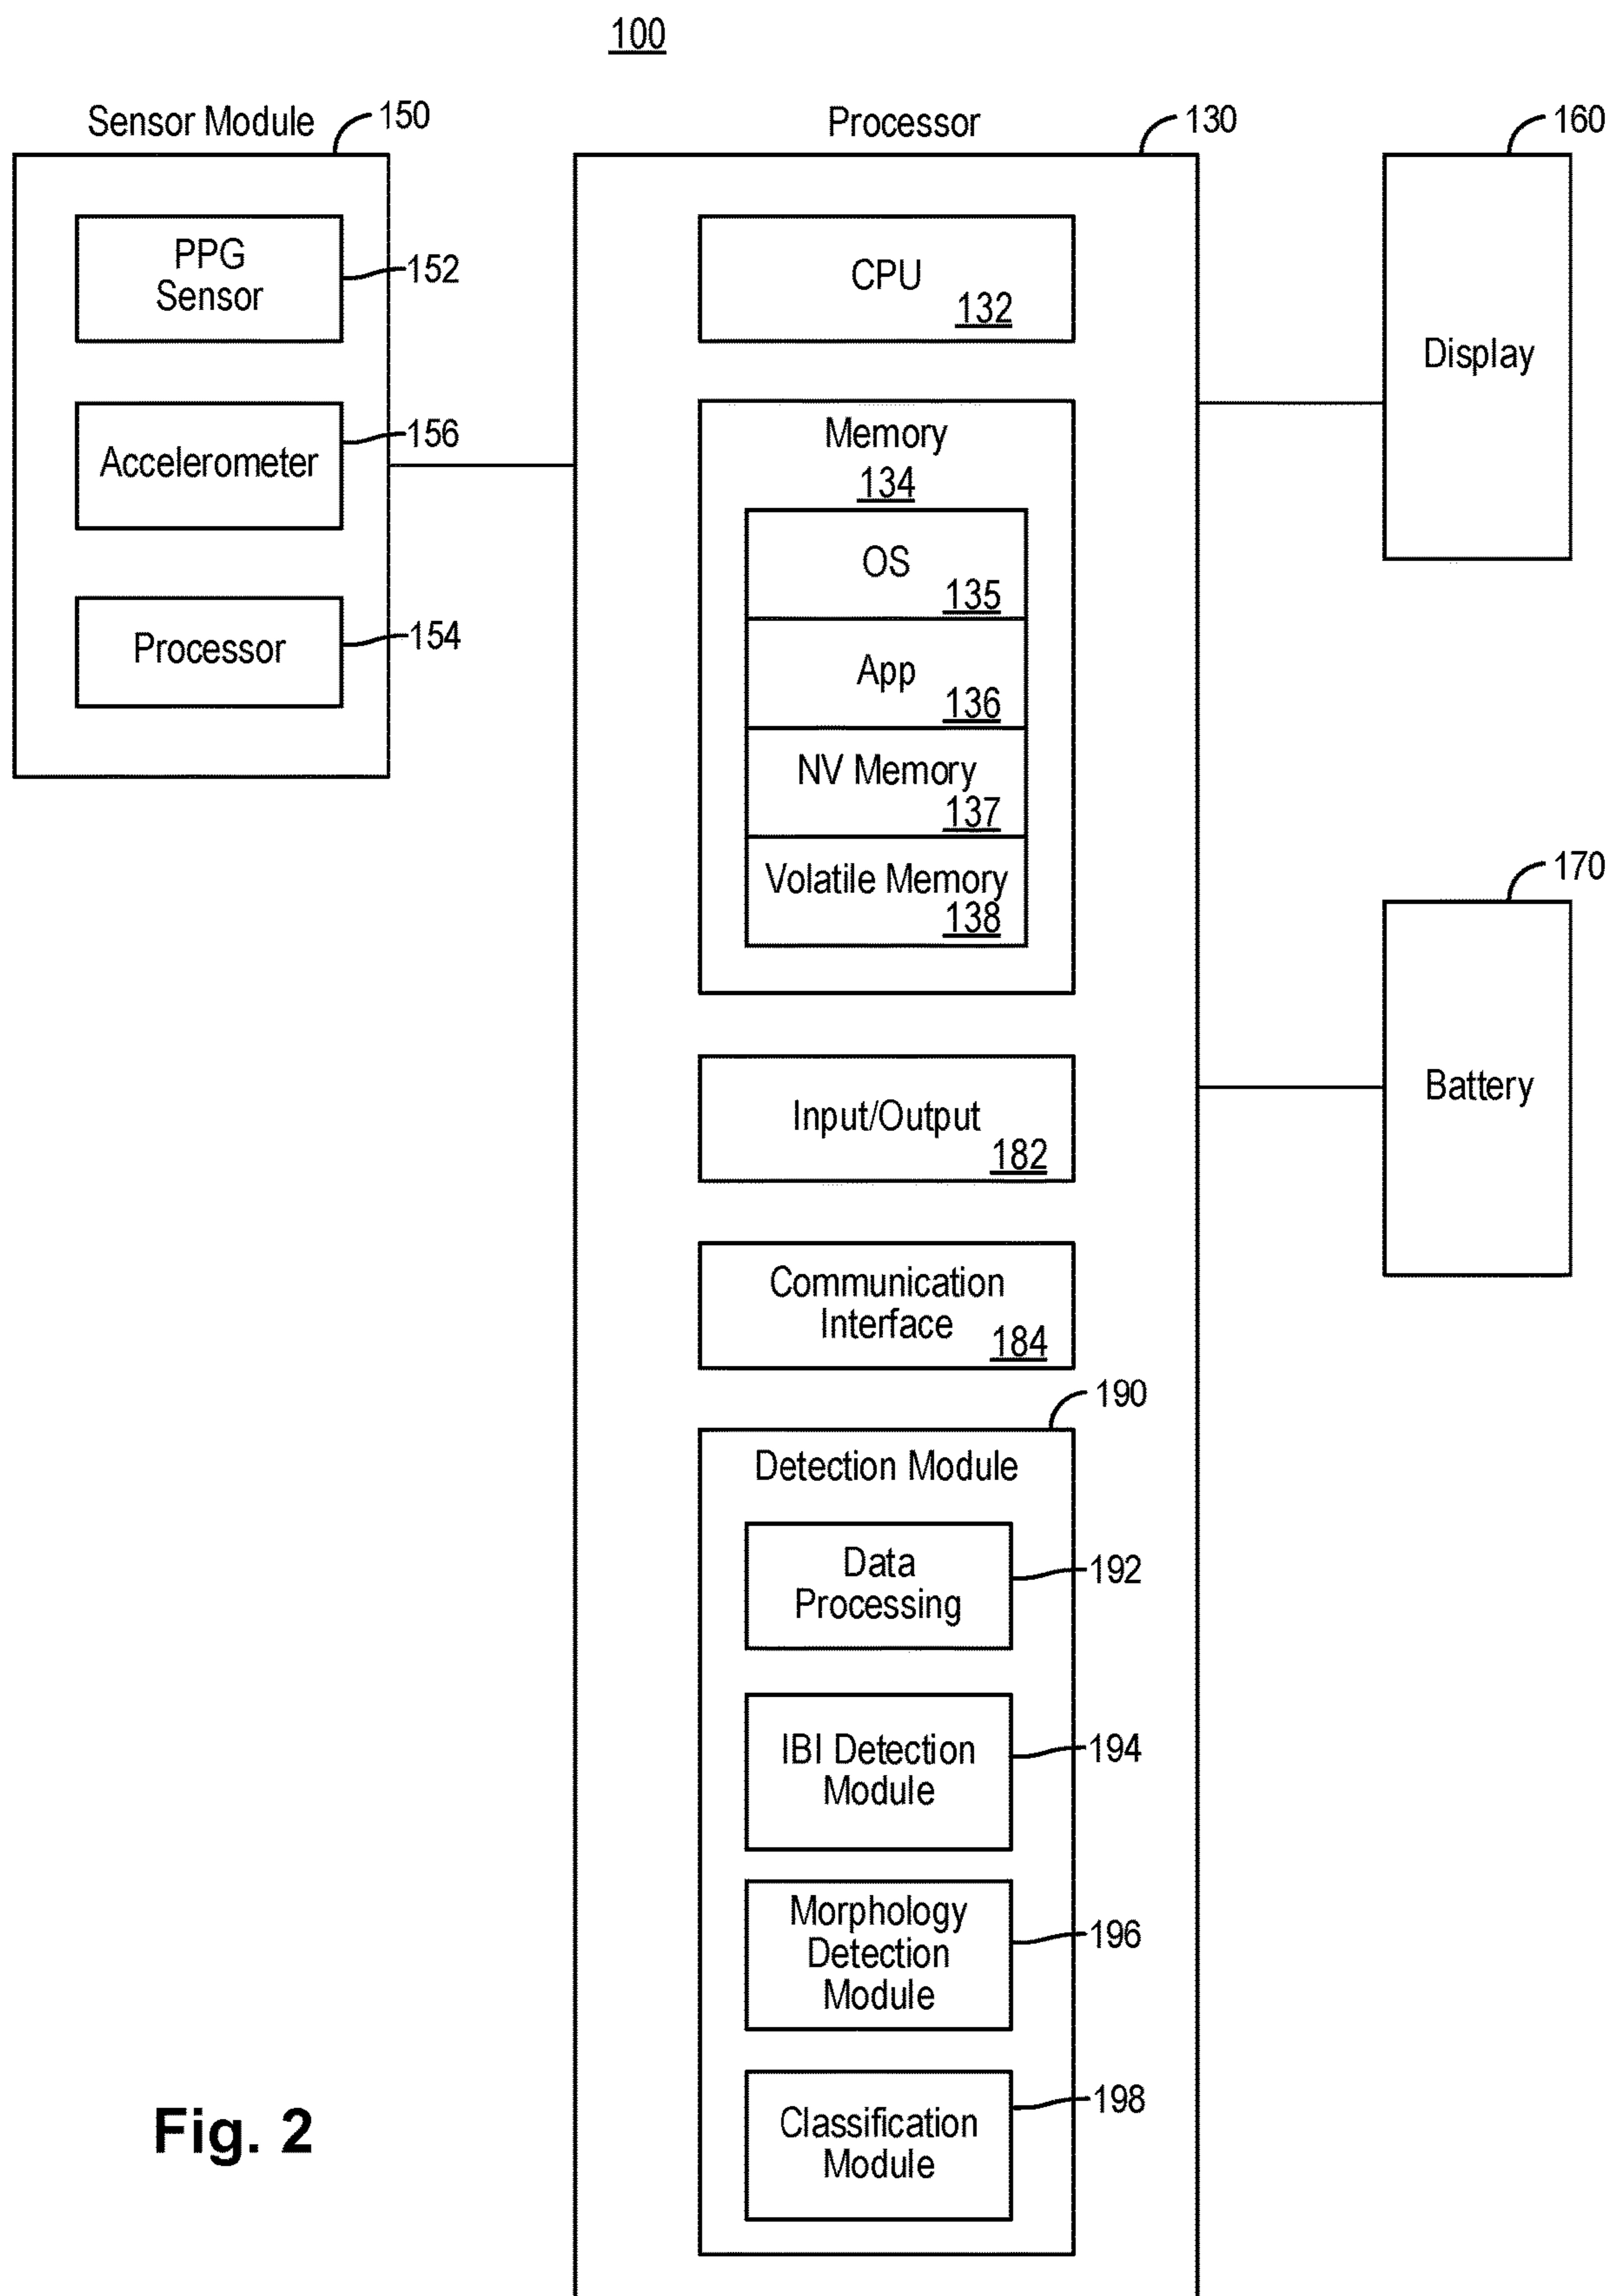 100
Sensor Module
150
PPG
Sensor
152
Accelerometer
156
Processor
154
Processor
130
CPU
132
Memory
134
OS
135
App
136
NV Memory
137
Volatile Memory
138
Input/Output
182
Communication
Interface
184
190
Detection Module
Data
Processing
192
IBI Detection
Module
194
Morphology
Detection
Module
196
Classification
Module
198
160
Display
170
Battery
Fig. 2